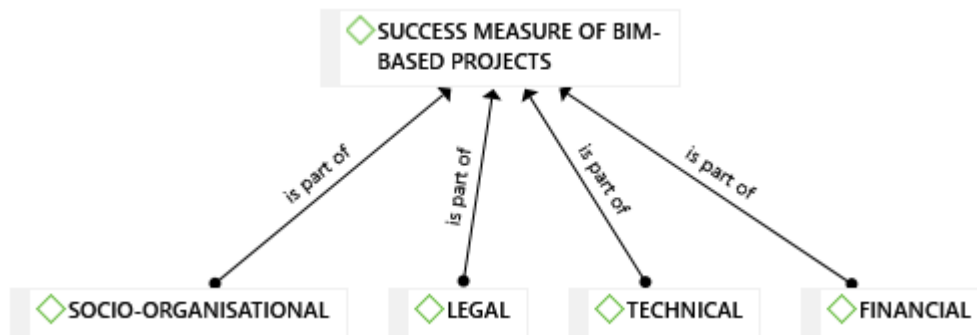 SUCCESS MEASURE OF BIM-
BASED PROJECTS
is part of
is part of
is part of
is part of
SOCIO-ORGANISATIONAL
LEGAL
TECHNICAL
FINANCIAL